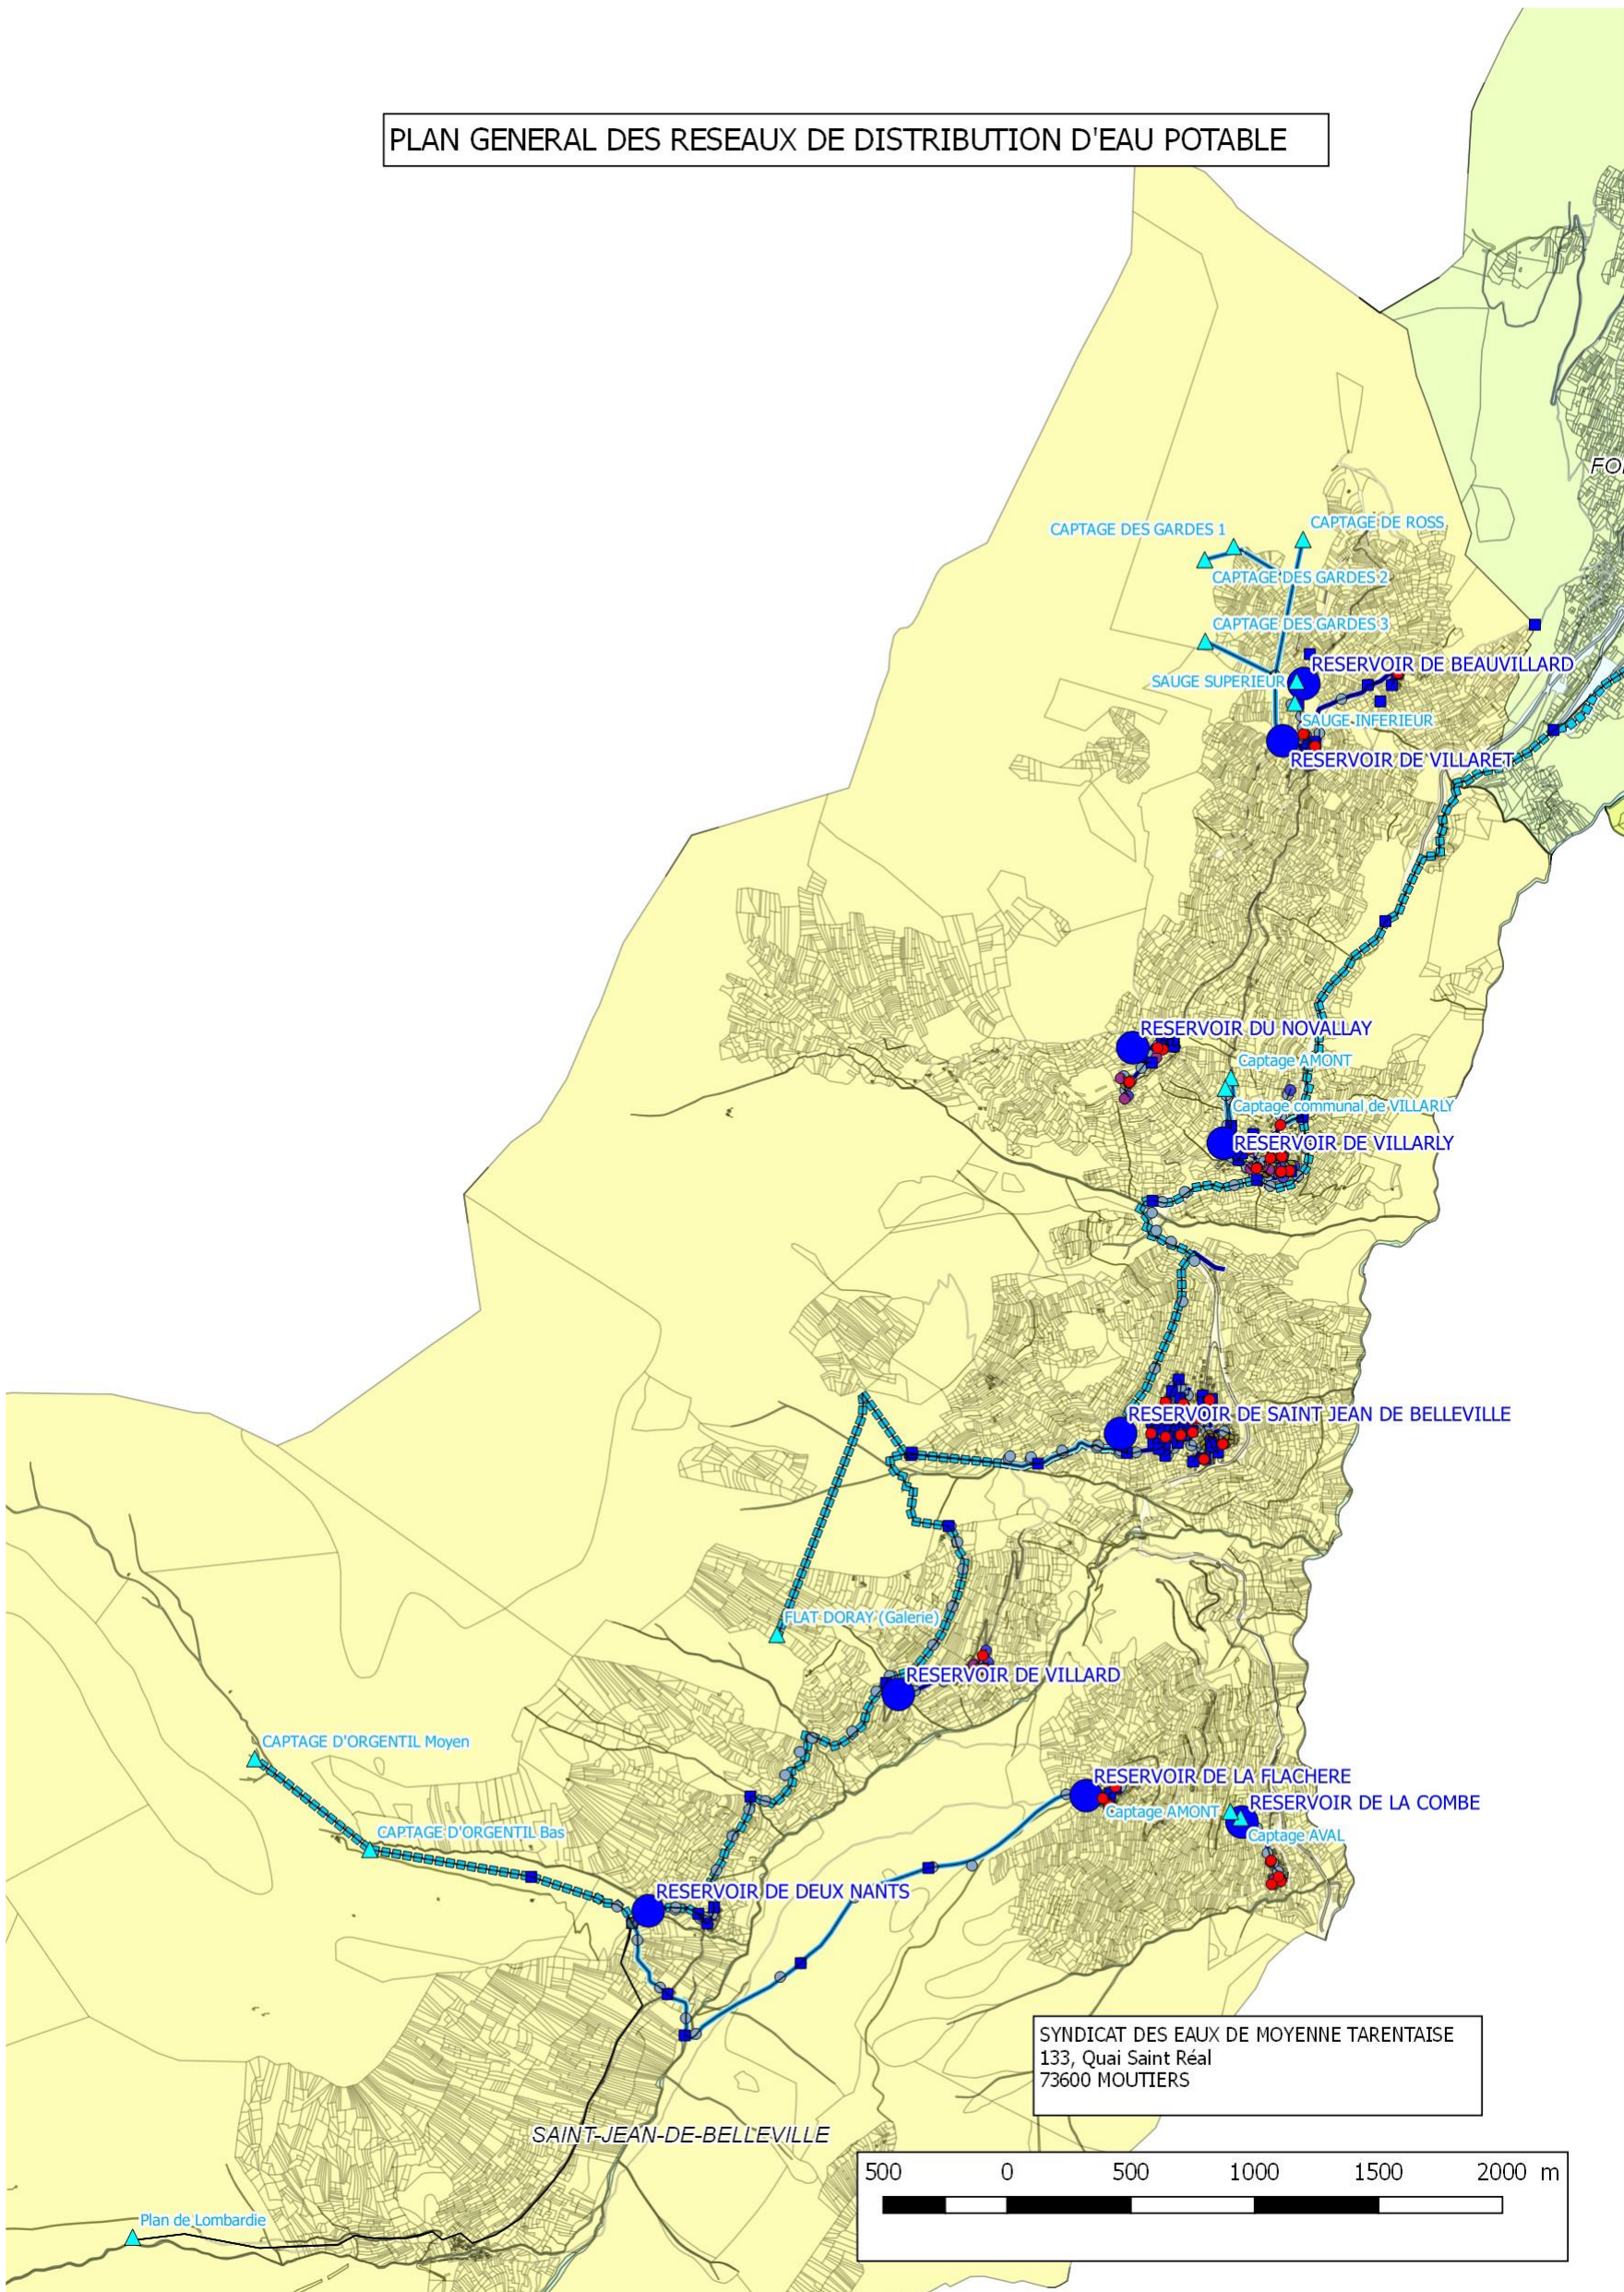 PLAN GENERAL DES RESEAUX DE DISTRIBUTION D'EAU POTABLE
CAPTAGE DES GARDES 1
CAPTAGE DE ROSS
CAPTAGE DES GARDES 2
CAPTAGE DES GARDES 3
RESERVOIR DE BEAUVILLARD
SAUGE SUPERIEUR
SAUGE INFERIEUR
RESERVOIR DE VILLARET
RESERVOIR DU NOVALLAY
Captage AMONT
Captage communal de VILLARLY
RESERVOIR DE VILLARLY
RESERVOIR DE SAINT JEAN DE BELLEVILLE
FLAT DORAY (Galerie)
RESERVOIR DE VILLARD
CAPTAGE D'ORGENTIL Moyen
RESERVOIR DE LA FLACHERE
RESERVOIR DE LA COMBE
Captage AMONT
Captage AVAL
CAPTAGE D'ORGENTIL Bas
RESERVOIR DE DEUX NANTS
SYNDICAT DES EAUX DE MOYENNE TARENTAISE
133, Quai Saint Réal
73600 MOUTIERS
SAINT-JEAN-DE-BELLEVILLE
500 0 500 1000 1500 2000 m
Plan de Lombardie